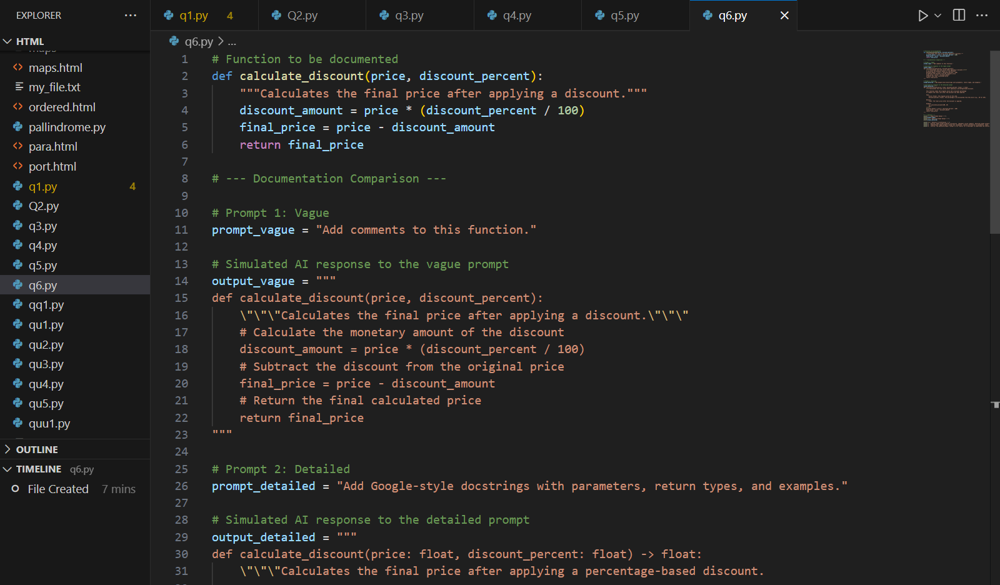 EXPLORER
HTML
maps.html
my_file.txt
ordered.html
pallindrome.py
para.html
port.html
q1.py 4
Q2.py
q3.py
q4.py
q5.py
q6.py
qq1.py
qu1.py
qu2.py
qu3.py
qu4.py
qu5.py
quu1.py
OUTLINE
TIMELINE q6.py
File Created 7 mins
q1.py 4 Q2.py q3.py q4.py q5.py q6.py
q6.py > ...
1 # Function to be documented
2 def calculate_discount(price, discount_percent):
3     """Calculates the final price after applying a discount."""
4     discount_amount = price * (discount_percent / 100)
5     final_price = price - discount_amount
6     return final_price
7
8 # --- Documentation Comparison ---
9
10 # Prompt 1: Vague
11 prompt_vague = "Add comments to this function."
12
13 # Simulated AI response to the vague prompt
14 output_vague = """
15 def calculate_discount(price, discount_percent):
16     \"\"\"Calculates the final price after applying a discount.\"\"\"
17     # Calculate the monetary amount of the discount
18     discount_amount = price * (discount_percent / 100)
19     # Subtract the discount from the original price
20     final_price = price - discount_amount
21     # Return the final calculated price
22     return final_price
23 """
24
25 # Prompt 2: Detailed
26 prompt_detailed = "Add Google-style docstrings with parameters, return types, and examples."
27
28 # Simulated AI response to the detailed prompt
29 output_detailed = """
30 def calculate_discount(price: float, discount_percent: float) -> float:
31     \"\"\"Calculates the final price after applying a percentage-based discount.